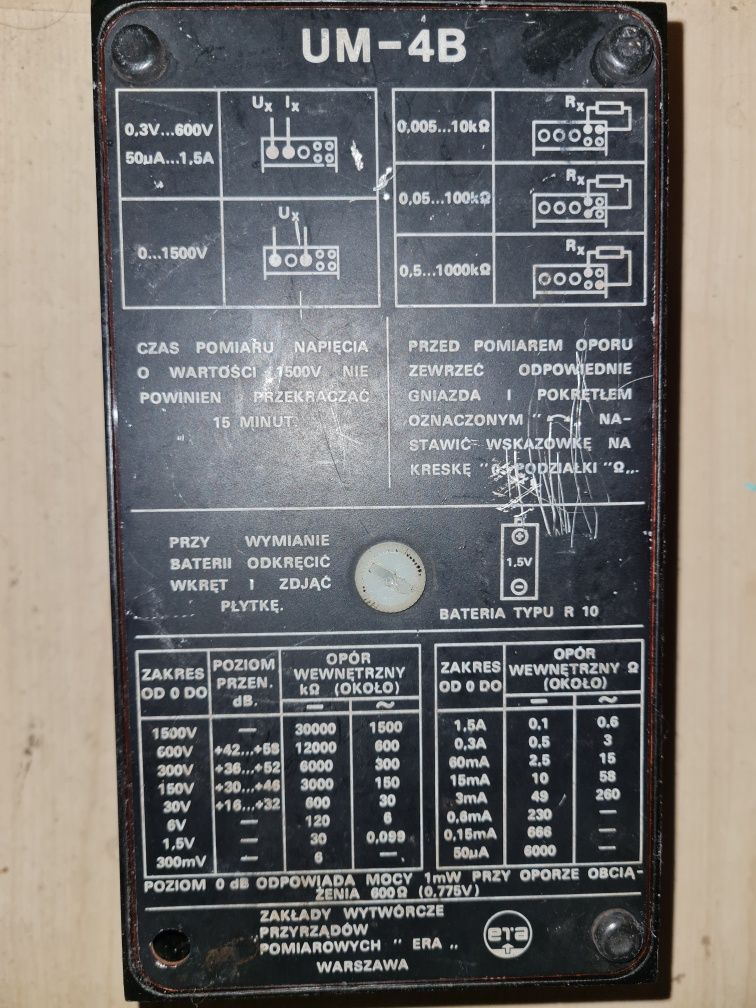 UM-4B
0,3V...600V
50µA...1,5A
Ux Ix
0...1500V
Ux
0,005...10kΩ
Rx
0,05...100kΩ
Rx
0,5...1000kΩ
Rx
CZAS POMIARU NAPIĘCIA
O WARTOŚCI 1500V NIE
POWINIEN PRZEKRACZAĆ
15 MINUT.
PRZED POMIAREM OPORU
ZEWRZEĆ ODPOWIEDNIE
GNIAZDA I POKRĘTŁEM
OZNACZONYM " " NA-
STAWIĆ WSKAZÓWKĘ NA
KRESKĘ "0" PODZIAŁKI "Ω„.
PRZY WYMIANIE
BATERII ODKRĘCIĆ
WKRĘT I ZDJĄĆ
PŁYTKĘ.
1,5V
BATERIA TYPU R 10
ZAKRES OD 0 DO | POZIOM PRZEN. dB. | OPÓR WEWNĘTRZNY kΩ (OKOŁO) — | ~
1500V — 30000 1500
600V +42...+58 12000 600
300V +36...+52 6000 300
150V +30...+46 3000 150
30V +16...+32 600 30
6V — 120 6
1,5V — 30 0,099
300mV — 6 —
ZAKRES OD 0 DO | OPÓR WEWNĘTRZNY Ω (OKOŁO) — | ~
1,5A 0,1 0,6
0,3A 0,5 3
60mA 2,5 15
15mA 10 58
3mA 49 260
0,6mA 230 —
0,15mA 666 —
50µA 6000 —
POZIOM 0 dB ODPOWIADA MOCY 1mW PRZY OPORZE OBCIĄ-
ŻENIA 600Ω (0,775V)
ZAKŁADY WYTWÓRCZE
PRZYRZĄDÓW
POMIAROWYCH " ERA „
WARSZAWA
era